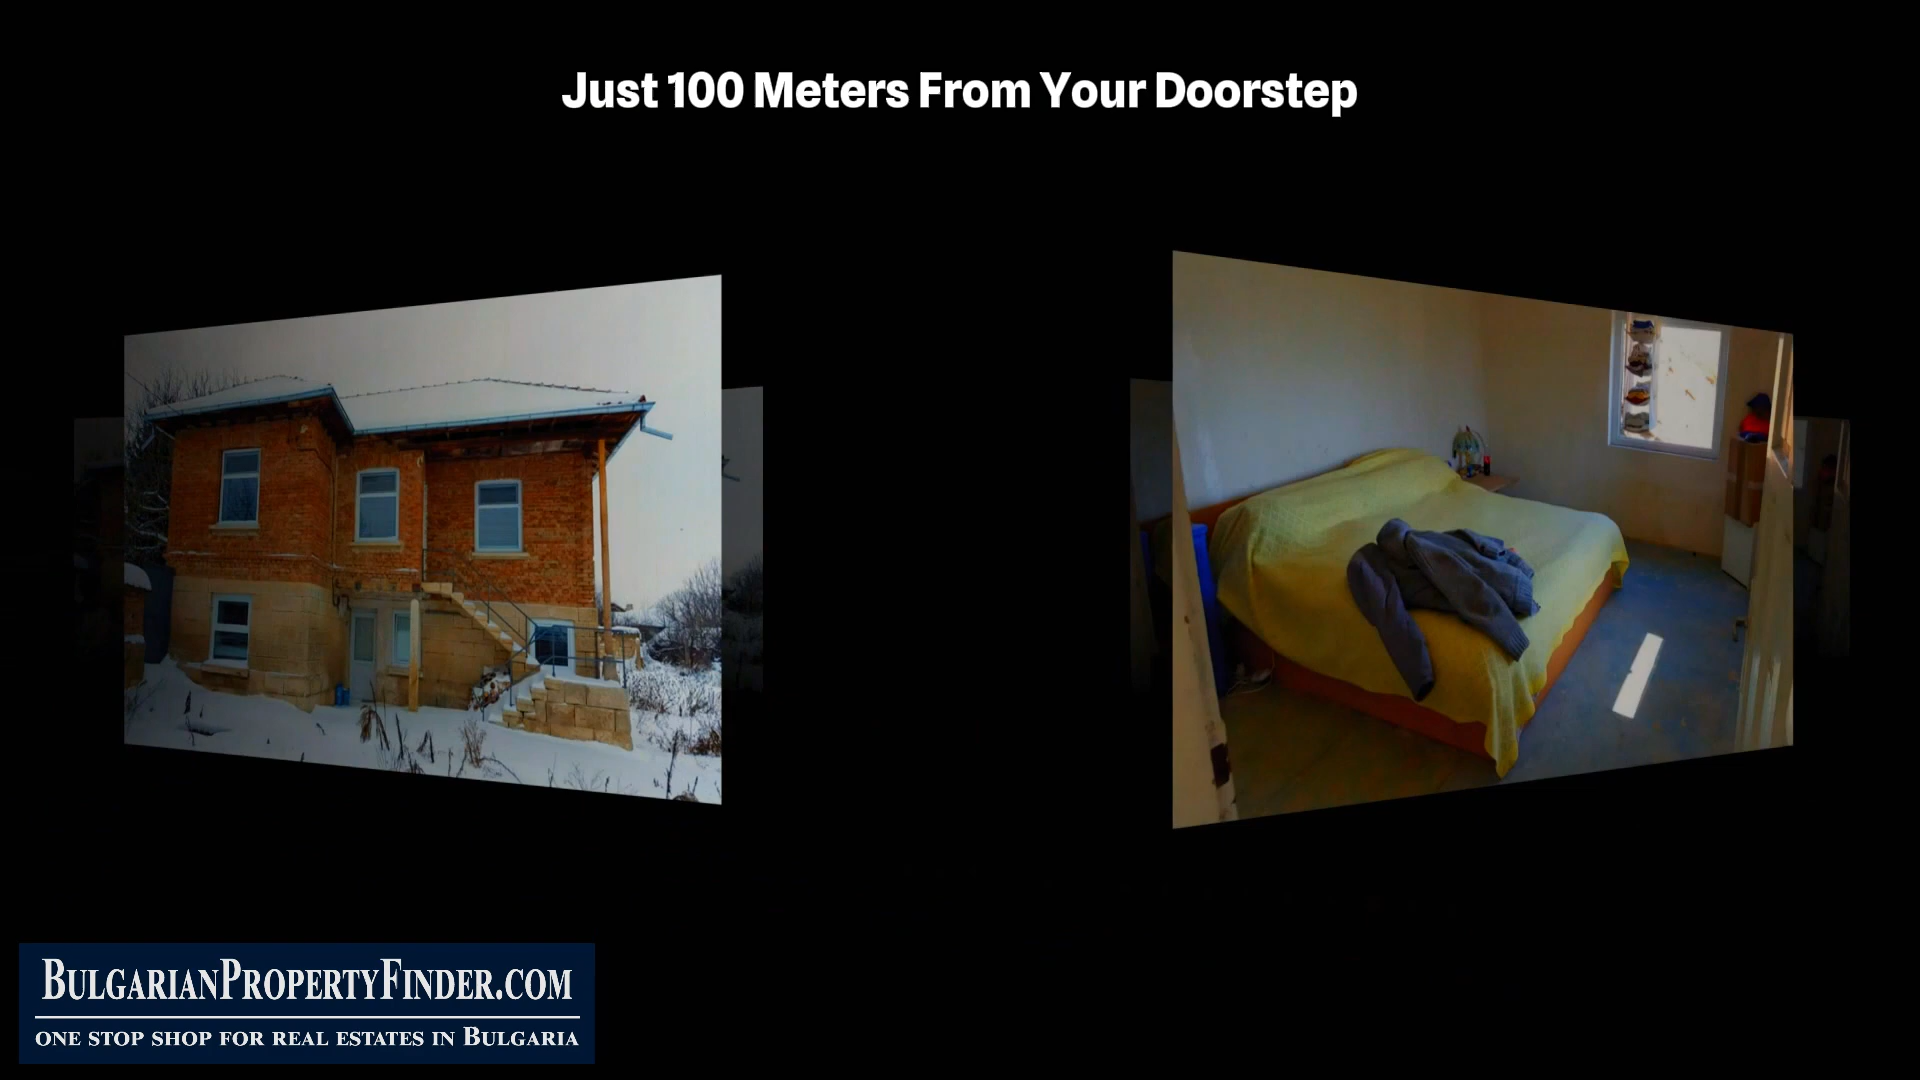 Just 100 Meters From Your Doorstep
BulgarianPropertyFinder.com
one stop shop for real estates in Bulgaria